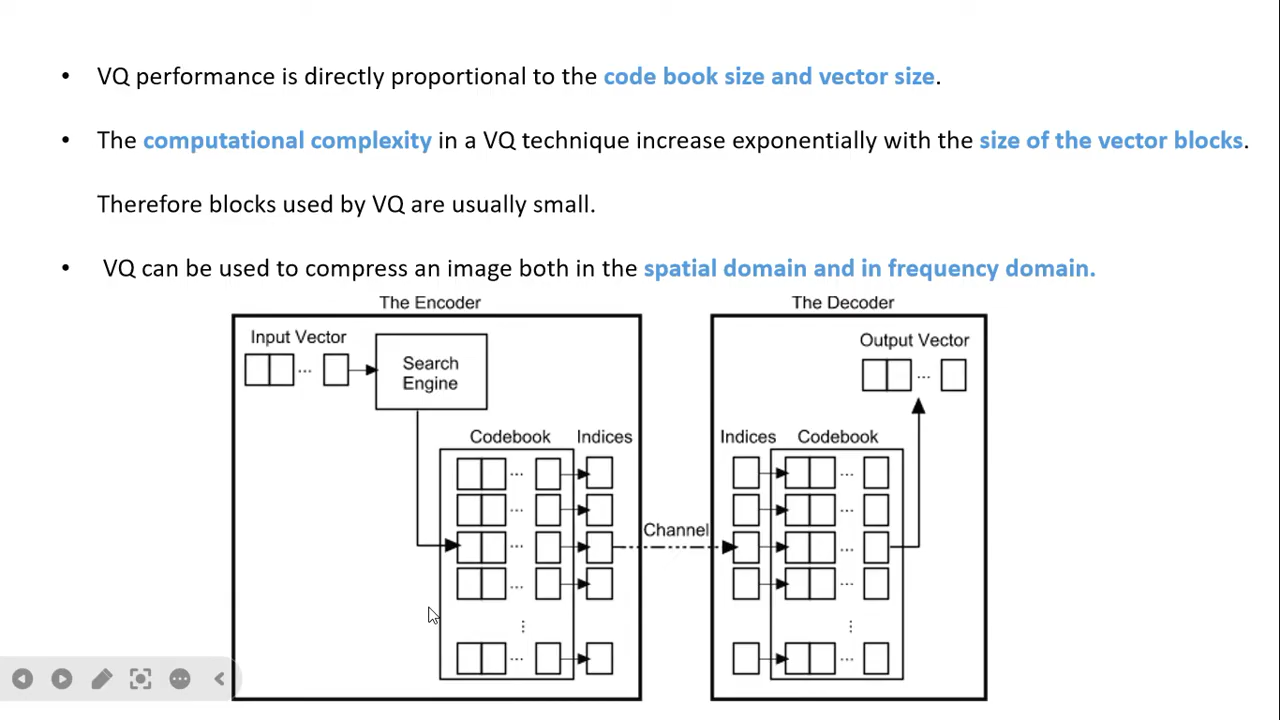 • VQ performance is directly proportional to the code book size and vector size.
• The computational complexity in a VQ technique increase exponentially with the size of the vector blocks.
Therefore blocks used by VQ are usually small.
• VQ can be used to compress an image both in the spatial domain and in frequency domain.
The Encoder
The Decoder
Input Vector
Search
Engine
Output Vector
Codebook
Indices
Indices
Codebook
Channel